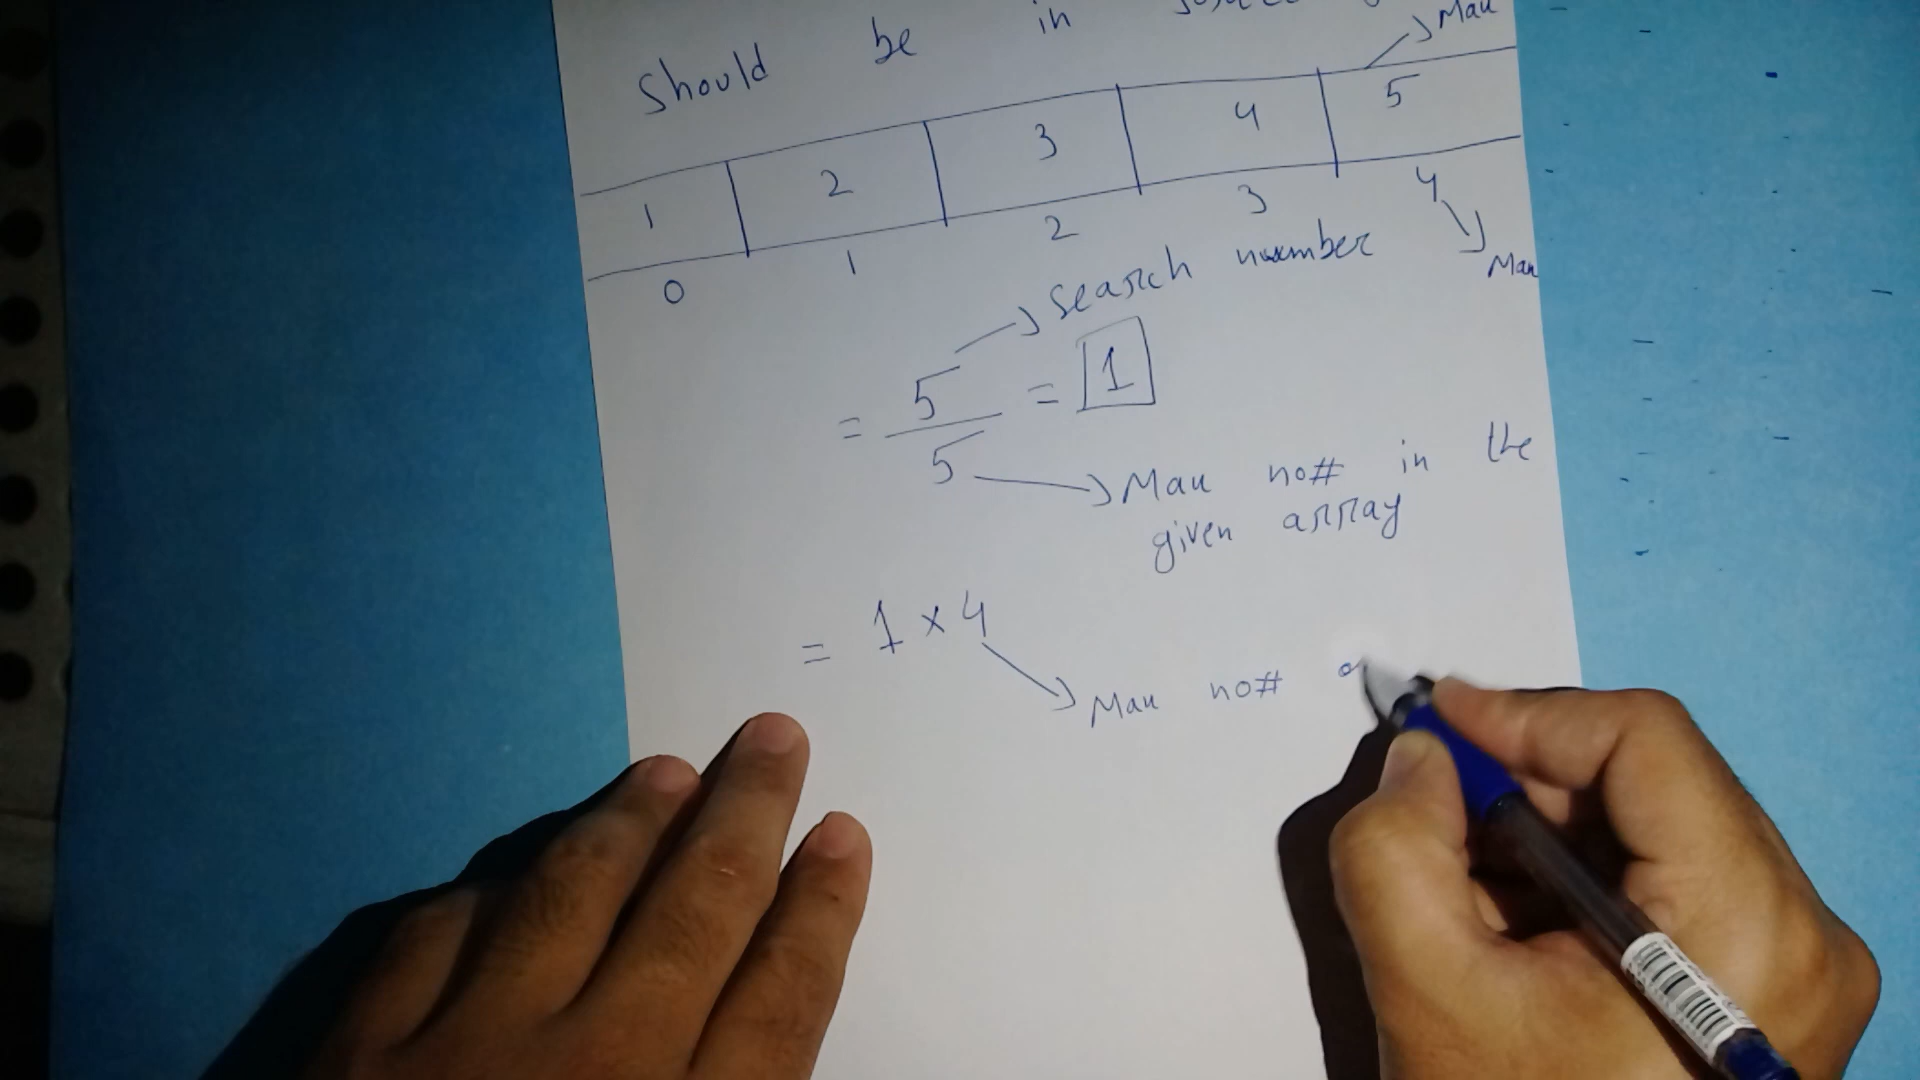 Should be in
Max
1 2 3 4 5
0 1 2 3 4
Max
Search number
= 5/5 = 1
Max no# in the
given array
= 1 × 4
Max no#